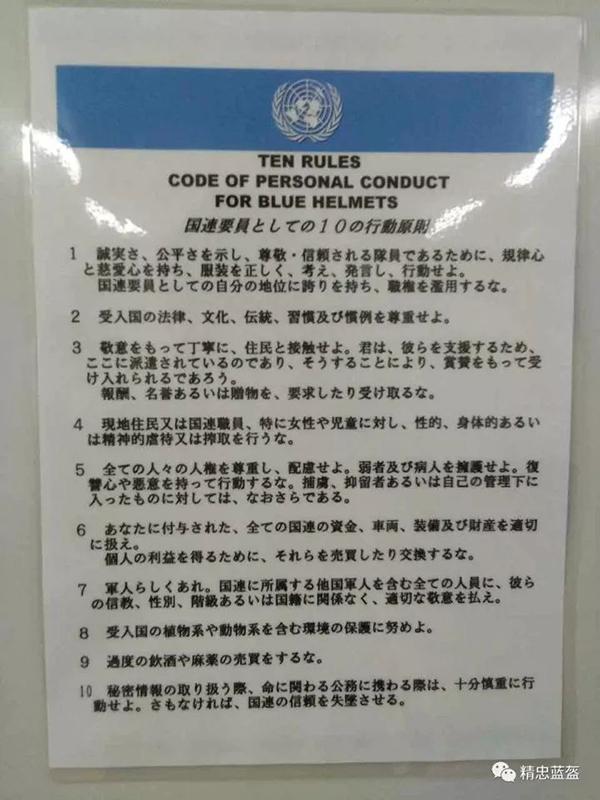 TEN RULES
CODE OF PERSONAL CONDUCT
FOR BLUE HELMETS
国連要員としての10の行動原則
1 誠実さ、公平さを示し、尊敬・信頼される隊員であるために、規律心
と慈愛心を持ち、服装を正しく、考え、発言し、行動せよ。
国連要員としての自分の地位に誇りを持ち、職権を濫用するな。
2 受入国の法律、文化、伝統、習慣及び慣例を尊重せよ。
3 敬意をもって丁寧に、住民と接触せよ。君は、彼らを支援するため、
ここに派遣されているのであり、そうすることにより、賞賛をもって受
け入れられるであろう。
報酬、名誉あるいは贈物を、要求したり受け取るな。
4 現地住民又は国連職員、特に女性や児童に対し、性的、身体的あるい
は精神的虐待又は搾取を行うな。
5 全ての人々の人権を尊重し、配慮せよ。弱者及び病人を擁護せよ。復
讐心や悪意を持って行動するな。捕虜、抑留者あるいは自己の管理下に
入ったものに対しては、なおさらである。
6 あなたに付与された、全ての国連の資金、車両、装備及び財産を適切
に扱え。
個人の利益を得るために、それらを売買したり交換するな。
7 軍人らしくあれ。国連に所属する他国軍人を含む全ての人員に、彼ら
の信教、性別、階級あるいは国籍に関係なく、適切な敬意を払え。
8 受入国の植物系や動物系を含む環境の保護に努めよ。
9 過度の飲酒や麻薬の売買をするな。
10 秘密情報の取り扱う際、命に関わる公務に携わる際は、十分慎重に行
動せよ。さもなければ、国連の信頼を失墜させる。
精忠蓝盔